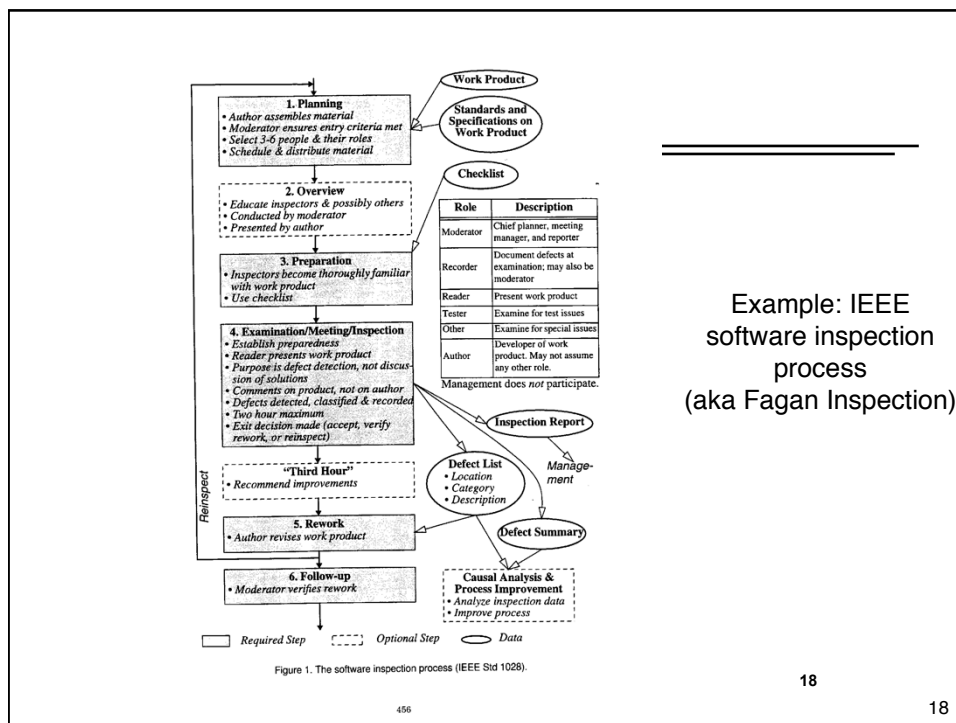 Work Product
1. Planning
• Author assembles material
• Moderator ensures entry criteria met
• Select 3-6 people & their roles
• Schedule & distribute material
Standards and
Specifications on
Work Product
2. Overview
• Educate inspectors & possibly others
• Conducted by moderator
• Presented by author
Checklist
3. Preparation
• Inspectors become thoroughly familiar
with work product
• Use checklist
Role Description
Moderator Chief planner, meeting
manager, and reporter
Recorder Document defects at
examination; may also be
moderator
Reader Present work product
Tester Examine for test issues
Other Examine for special issues
Author Developer of work
product. May not assume
any other role.
Management does not participate.
4. Examination/Meeting/Inspection
• Establish preparedness
• Reader presents work product
• Purpose is defect detection, not discus-
sion of solutions
• Comments on product, not on author
• Defects detected, classified & recorded
• Two hour maximum
• Exit decision made (accept, verify
rework, or reinspect)
Inspection Report
Manage-
ment
"Third Hour"
• Recommend improvements
Defect List
• Location
• Category
• Description
Reinspect
5. Rework
• Author revises work product
Defect Summary
6. Follow-up
• Moderator verifies rework
Causal Analysis &
Process Improvement
• Analyze inspection data
• Improve process
Required Step Optional Step Data
Figure 1. The software inspection process (IEEE Std 1028).
456
Example: IEEE
software inspection
process
(aka Fagan Inspection)
18
18